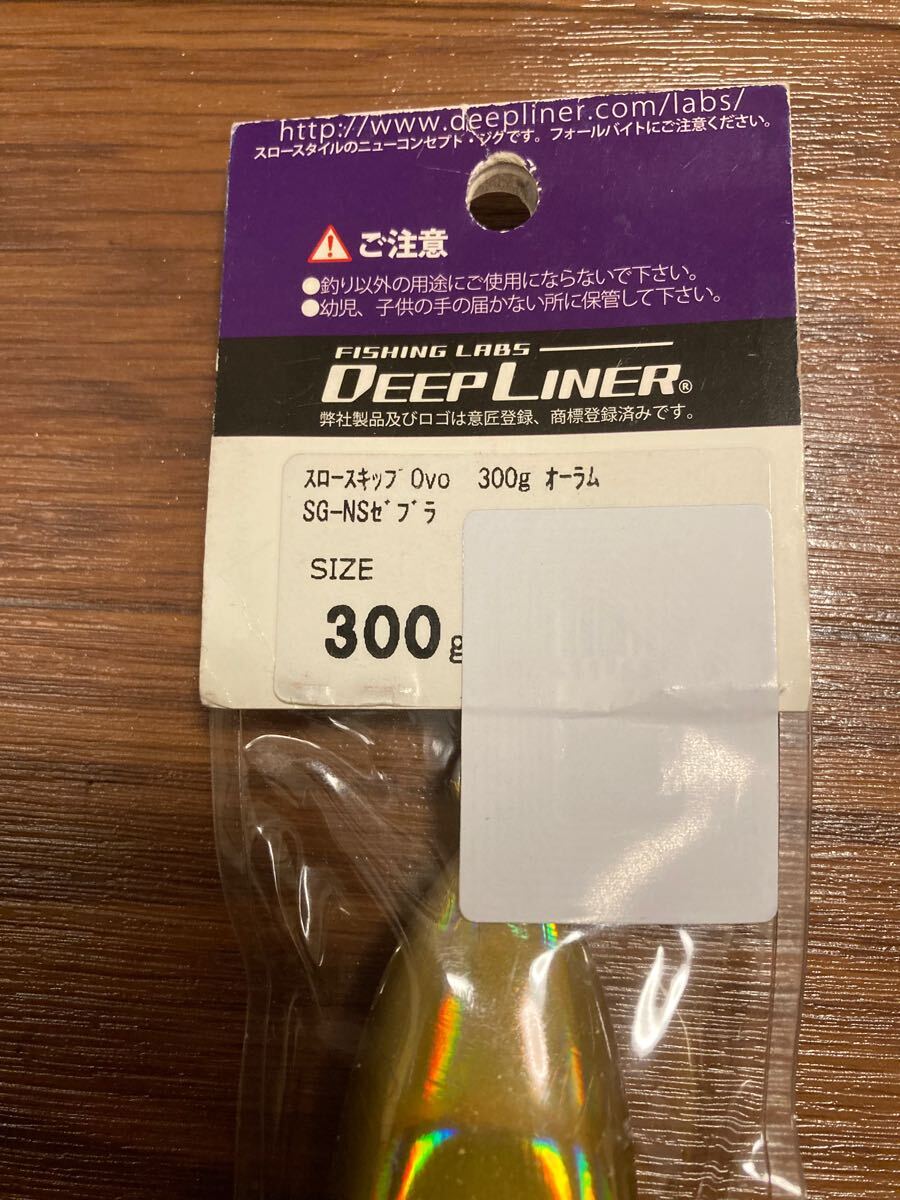 http://www.deepliner.com/labs/
スロースタイルのニューコンセプト・ジグです。フォールバイトにご注意ください。
ご注意
●釣り以外の用途にご使用にならないで下さい。
●幼児、子供の手の届かない所に保管して下さい。
FISHING LABS
DEEP LINER®
弊社製品及びロゴは意匠登録、商標登録済みです。
ｽﾛｰｽｷｯﾌﾟOvo 300g ｵｰﾗﾑ
SG-NSｾﾞﾌﾞﾗ
SIZE
300g